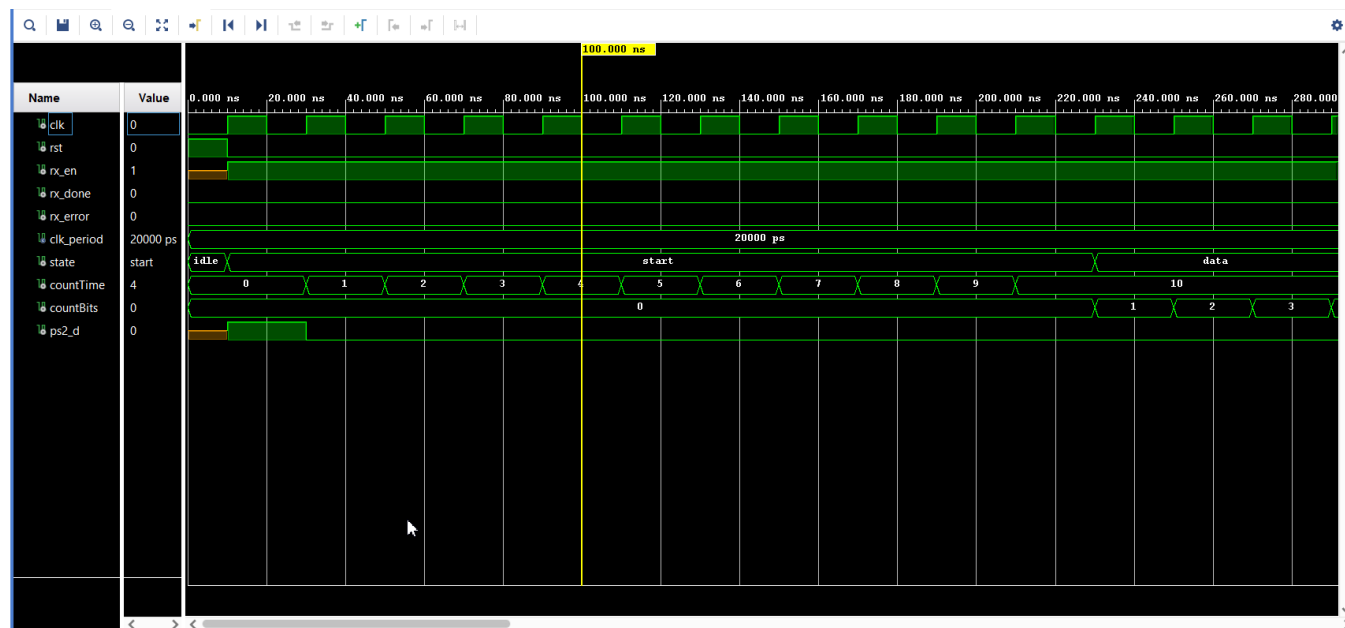 100.000 ns
Name Value 0.000 ns 20.000 ns 40.000 ns 60.000 ns 80.000 ns 100.000 ns 120.000 ns 140.000 ns 160.000 ns 180.000 ns 200.000 ns 220.000 ns 240.000 ns 260.000 ns 280.000
clk 0
rst 0
rx_en 1
rx_done 0
rx_error 0
clk_period 20000 ps 20000 ps
state start idle start data
countTime 4 0 1 2 3 4 5 6 7 8 9 10
countBits 0 0 1 2 3
ps2_d 0